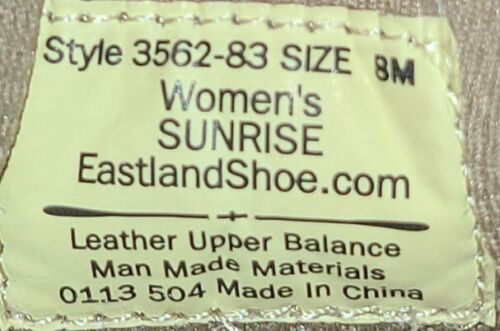 Style 3562-83 SIZE 8M
Women's
SUNRISE
EastlandShoe.com
Leather Upper Balance
Man Made Materials
0113 504 Made In China